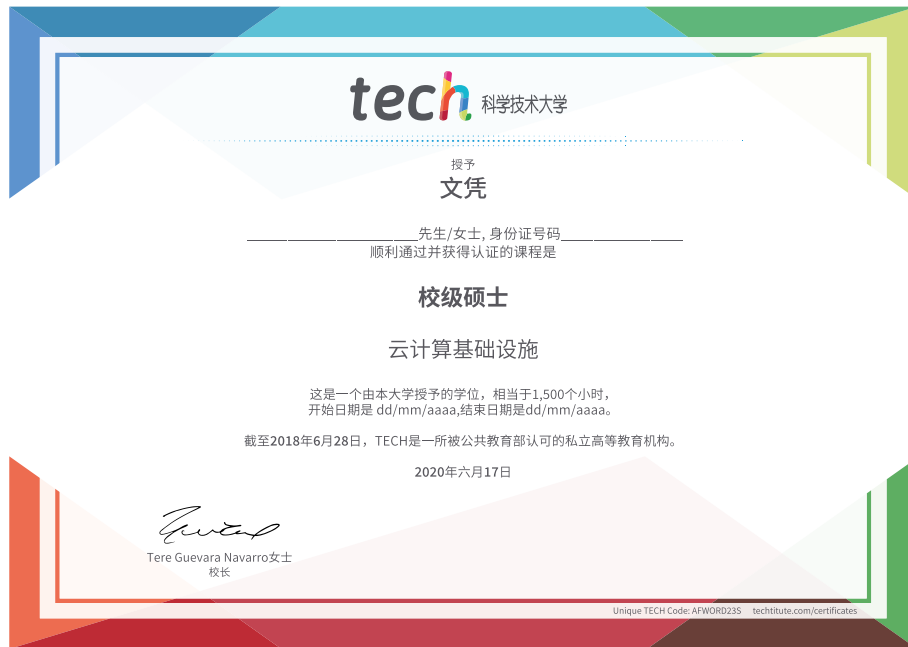 tech 科学技术大学
授予
文凭
________________________先生/女士, 身份证号码_________________
顺利通过并获得认证的课程是
校级硕士
云计算基础设施
这是一个由本大学授予的学位，相当于1,500个小时，
开始日期是 dd/mm/aaaa,结束日期是dd/mm/aaaa。
截至2018年6月28日，TECH是一所被公共教育部认可的私立高等教育机构。
2020年六月17日
Tere Guevara Navarro女士
校长
Unique TECH Code: AFWORD23S techtitute.com/certificates